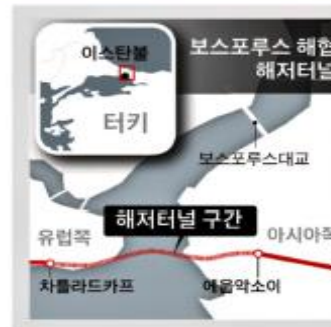 이스탄불
터키
보스포루스 해협
해저터널
보스포루스대교
해저터널 구간
유럽쪽
아시아쪽
차틀라드카프
에윱악소이